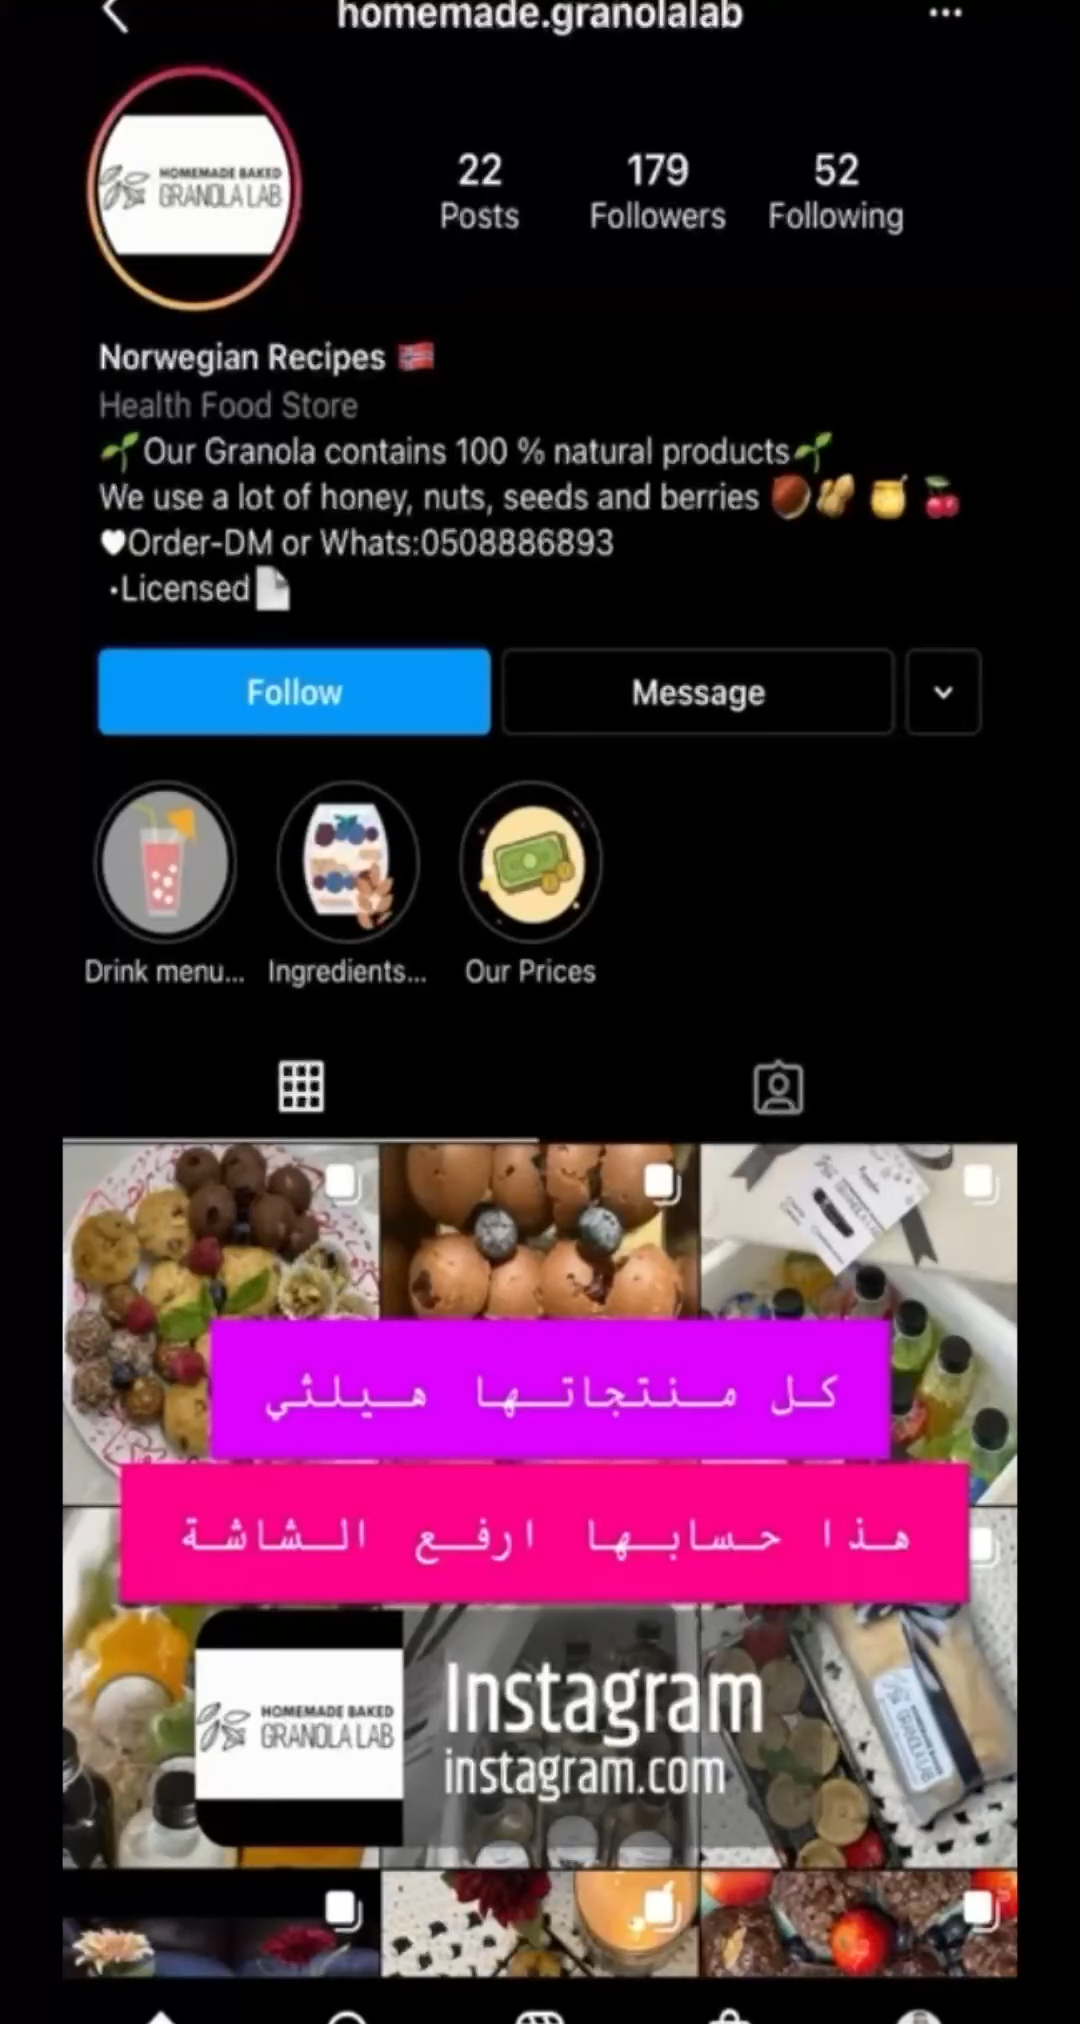 homemade.granolalab
HOMEMADE BAKED
GRANOLA LAB
22
Posts
179
Followers
52
Following
Norwegian Recipes 🇳🇴
Health Food Store
🌱Our Granola contains 100 % natural products🌱
We use a lot of honey, nuts, seeds and berries 🌰🥜 🍯 🍒
♥Order-DM or Whats:0508886893
•Licensed📄
Follow
Message
Drink menu...
Ingredients...
Our Prices
كل منتجاتها هيلثي
هذا حسابها ارفع الشاشة
HOMEMADE BAKED
GRANOLA LAB
Instagram
instagram.com